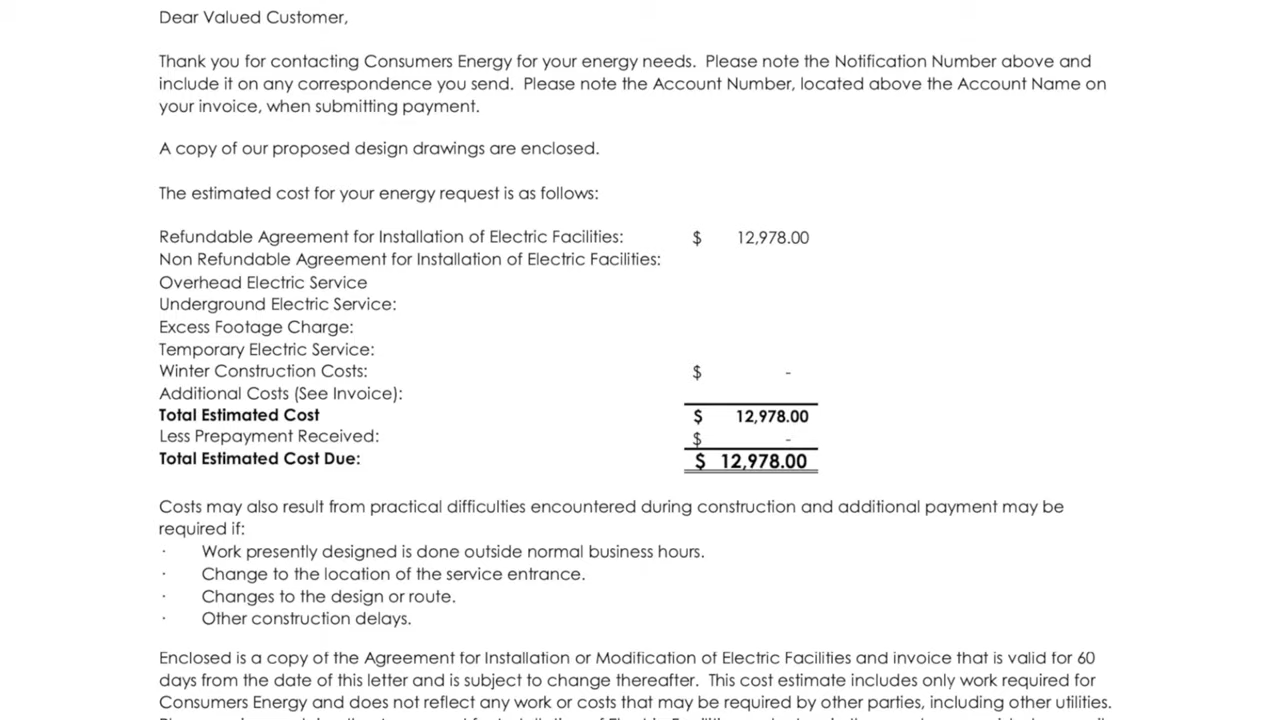 Dear Valued Customer,
Thank you for contacting Consumers Energy for your energy needs. Please note the Notification Number above and
include it on any correspondence you send. Please note the Account Number, located above the Account Name on
your invoice, when submitting payment.
A copy of our proposed design drawings are enclosed.
The estimated cost for your energy request is as follows:
Refundable Agreement for Installation of Electric Facilities: $ 12,978.00
Non Refundable Agreement for Installation of Electric Facilities:
Overhead Electric Service
Underground Electric Service:
Excess Footage Charge:
Temporary Electric Service:
Winter Construction Costs: $ -
Additional Costs (See Invoice):
Total Estimated Cost $ 12,978.00
Less Prepayment Received: $ -
Total Estimated Cost Due: $ 12,978.00
Costs may also result from practical difficulties encountered during construction and additional payment may be
required if:
· Work presently designed is done outside normal business hours.
· Change to the location of the service entrance.
· Changes to the design or route.
· Other construction delays.
Enclosed is a copy of the Agreement for Installation or Modification of Electric Facilities and invoice that is valid for 60
days from the date of this letter and is subject to change thereafter. This cost estimate includes only work required for
Consumers Energy and does not reflect any work or costs that may be required by other parties, including other utilities.